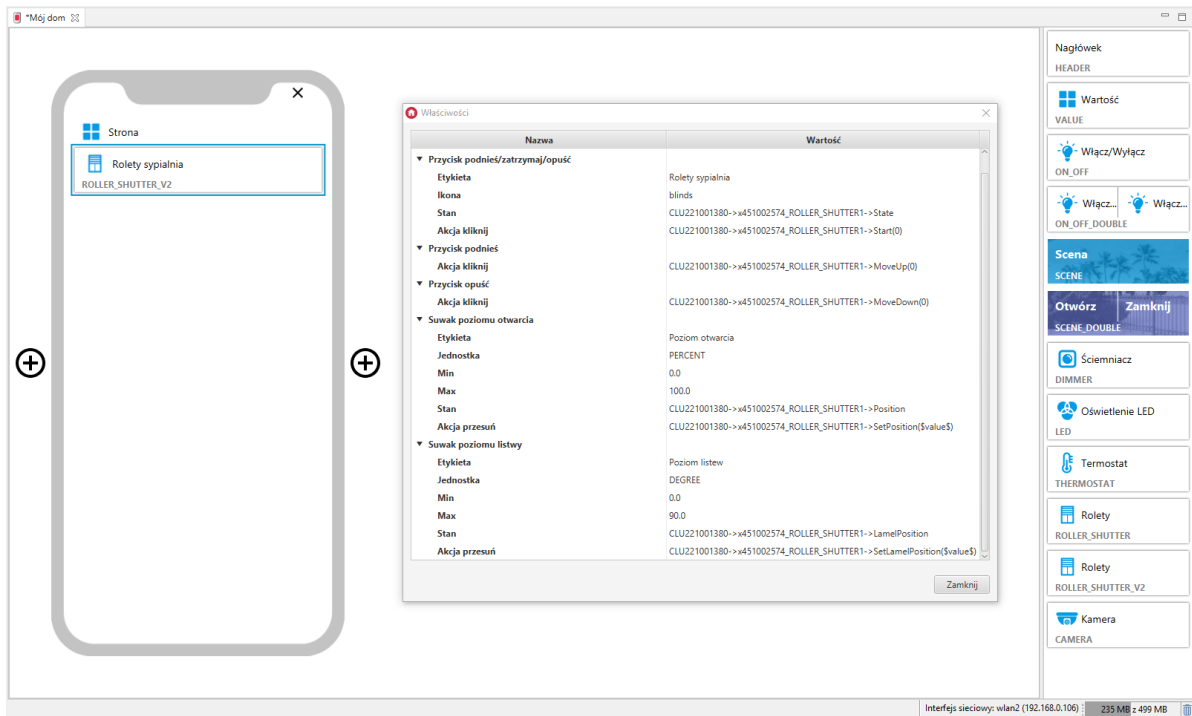 *Mój dom
Strona
Rolety sypialnia
ROLLER_SHUTTER_V2
Właściwości
Nazwa Wartość
Przycisk podnieś/zatrzymaj/opuść
Etykieta Rolety sypialnia
Ikona blinds
Stan CLU221001380->x451002574_ROLLER_SHUTTER1->State
Akcja kliknij CLU221001380->x451002574_ROLLER_SHUTTER1->Start(0)
Przycisk podnieś
Akcja kliknij CLU221001380->x451002574_ROLLER_SHUTTER1->MoveUp(0)
Przycisk opuść
Akcja kliknij CLU221001380->x451002574_ROLLER_SHUTTER1->MoveDown(0)
Suwak poziomu otwarcia
Etykieta Poziom otwarcia
Jednostka PERCENT
Min 0.0
Max 100.0
Stan CLU221001380->x451002574_ROLLER_SHUTTER1->Position
Akcja przesuń CLU221001380->x451002574_ROLLER_SHUTTER1->SetPosition($value$)
Suwak poziomu listwy
Etykieta Poziom listew
Jednostka DEGREE
Min 0.0
Max 90.0
Stan CLU221001380->x451002574_ROLLER_SHUTTER1->LamelPosition
Akcja przesuń CLU221001380->x451002574_ROLLER_SHUTTER1->SetLamelPosition($value$)
Zamknij
Nagłówek
HEADER
Wartość
VALUE
Włącz/Wyłącz
ON_OFF
Włącz... Włącz...
ON_OFF_DOUBLE
Scena
SCENE
Otwórz Zamknij
SCENE_DOUBLE
Ściemniacz
DIMMER
Oświetlenie LED
LED
Termostat
THERMOSTAT
Rolety
ROLLER_SHUTTER
Rolety
ROLLER_SHUTTER_V2
Kamera
CAMERA
Interfejs sieciowy: wlan2 (192.168.0.106) 235 MB z 499 MB